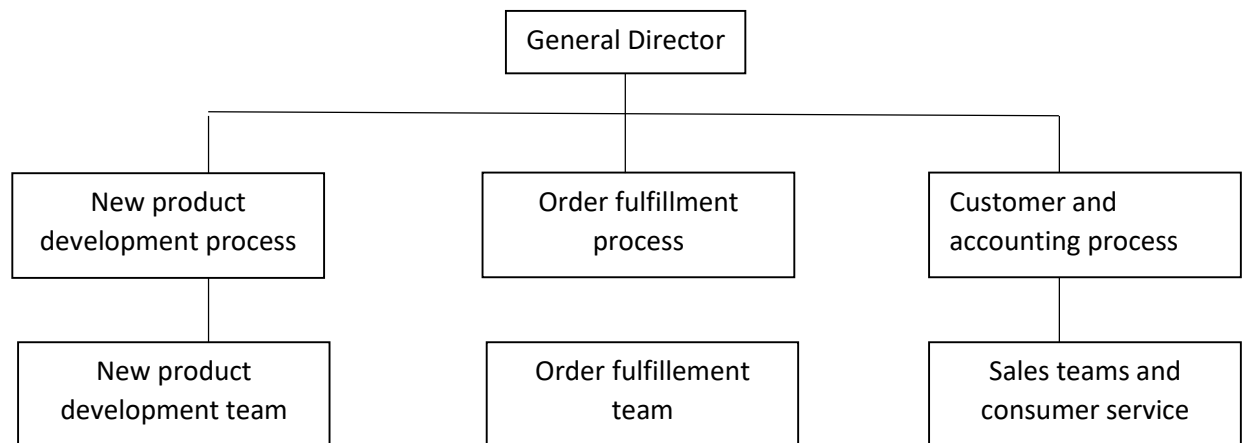 General Director
New product
development process
Order fulfillment
process
Customer and
accounting process
New product
development team
Order fulfillement
team
Sales teams and
consumer service